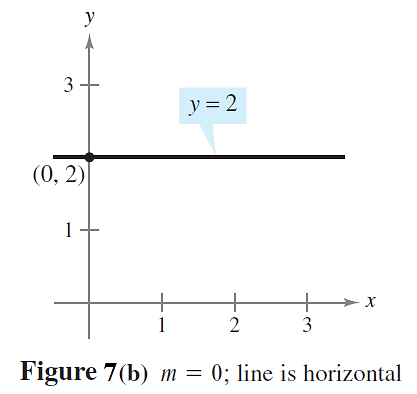 y
3
y = 2
(0, 2)
1
x
1 2 3
Figure 7(b) m = 0; line is horizontal